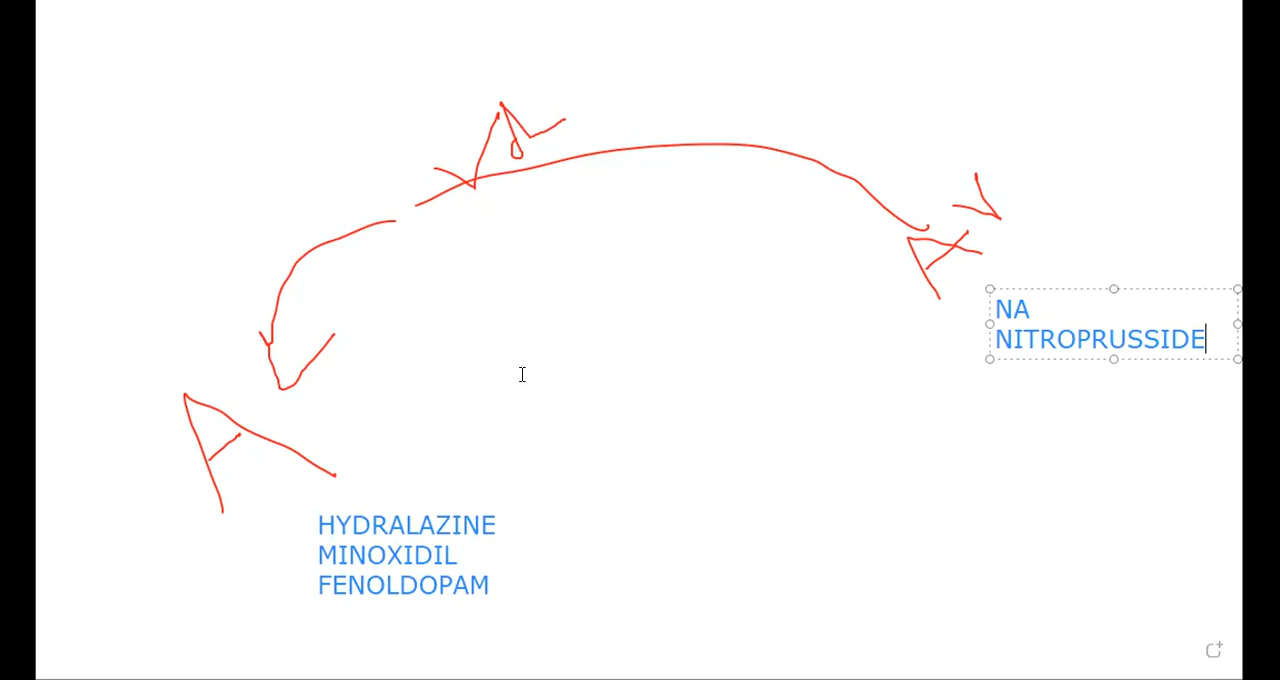 A
NA
NITROPRUSSIDE
A
HYDRALAZINE
MINOXIDIL
FENOLDOPAM